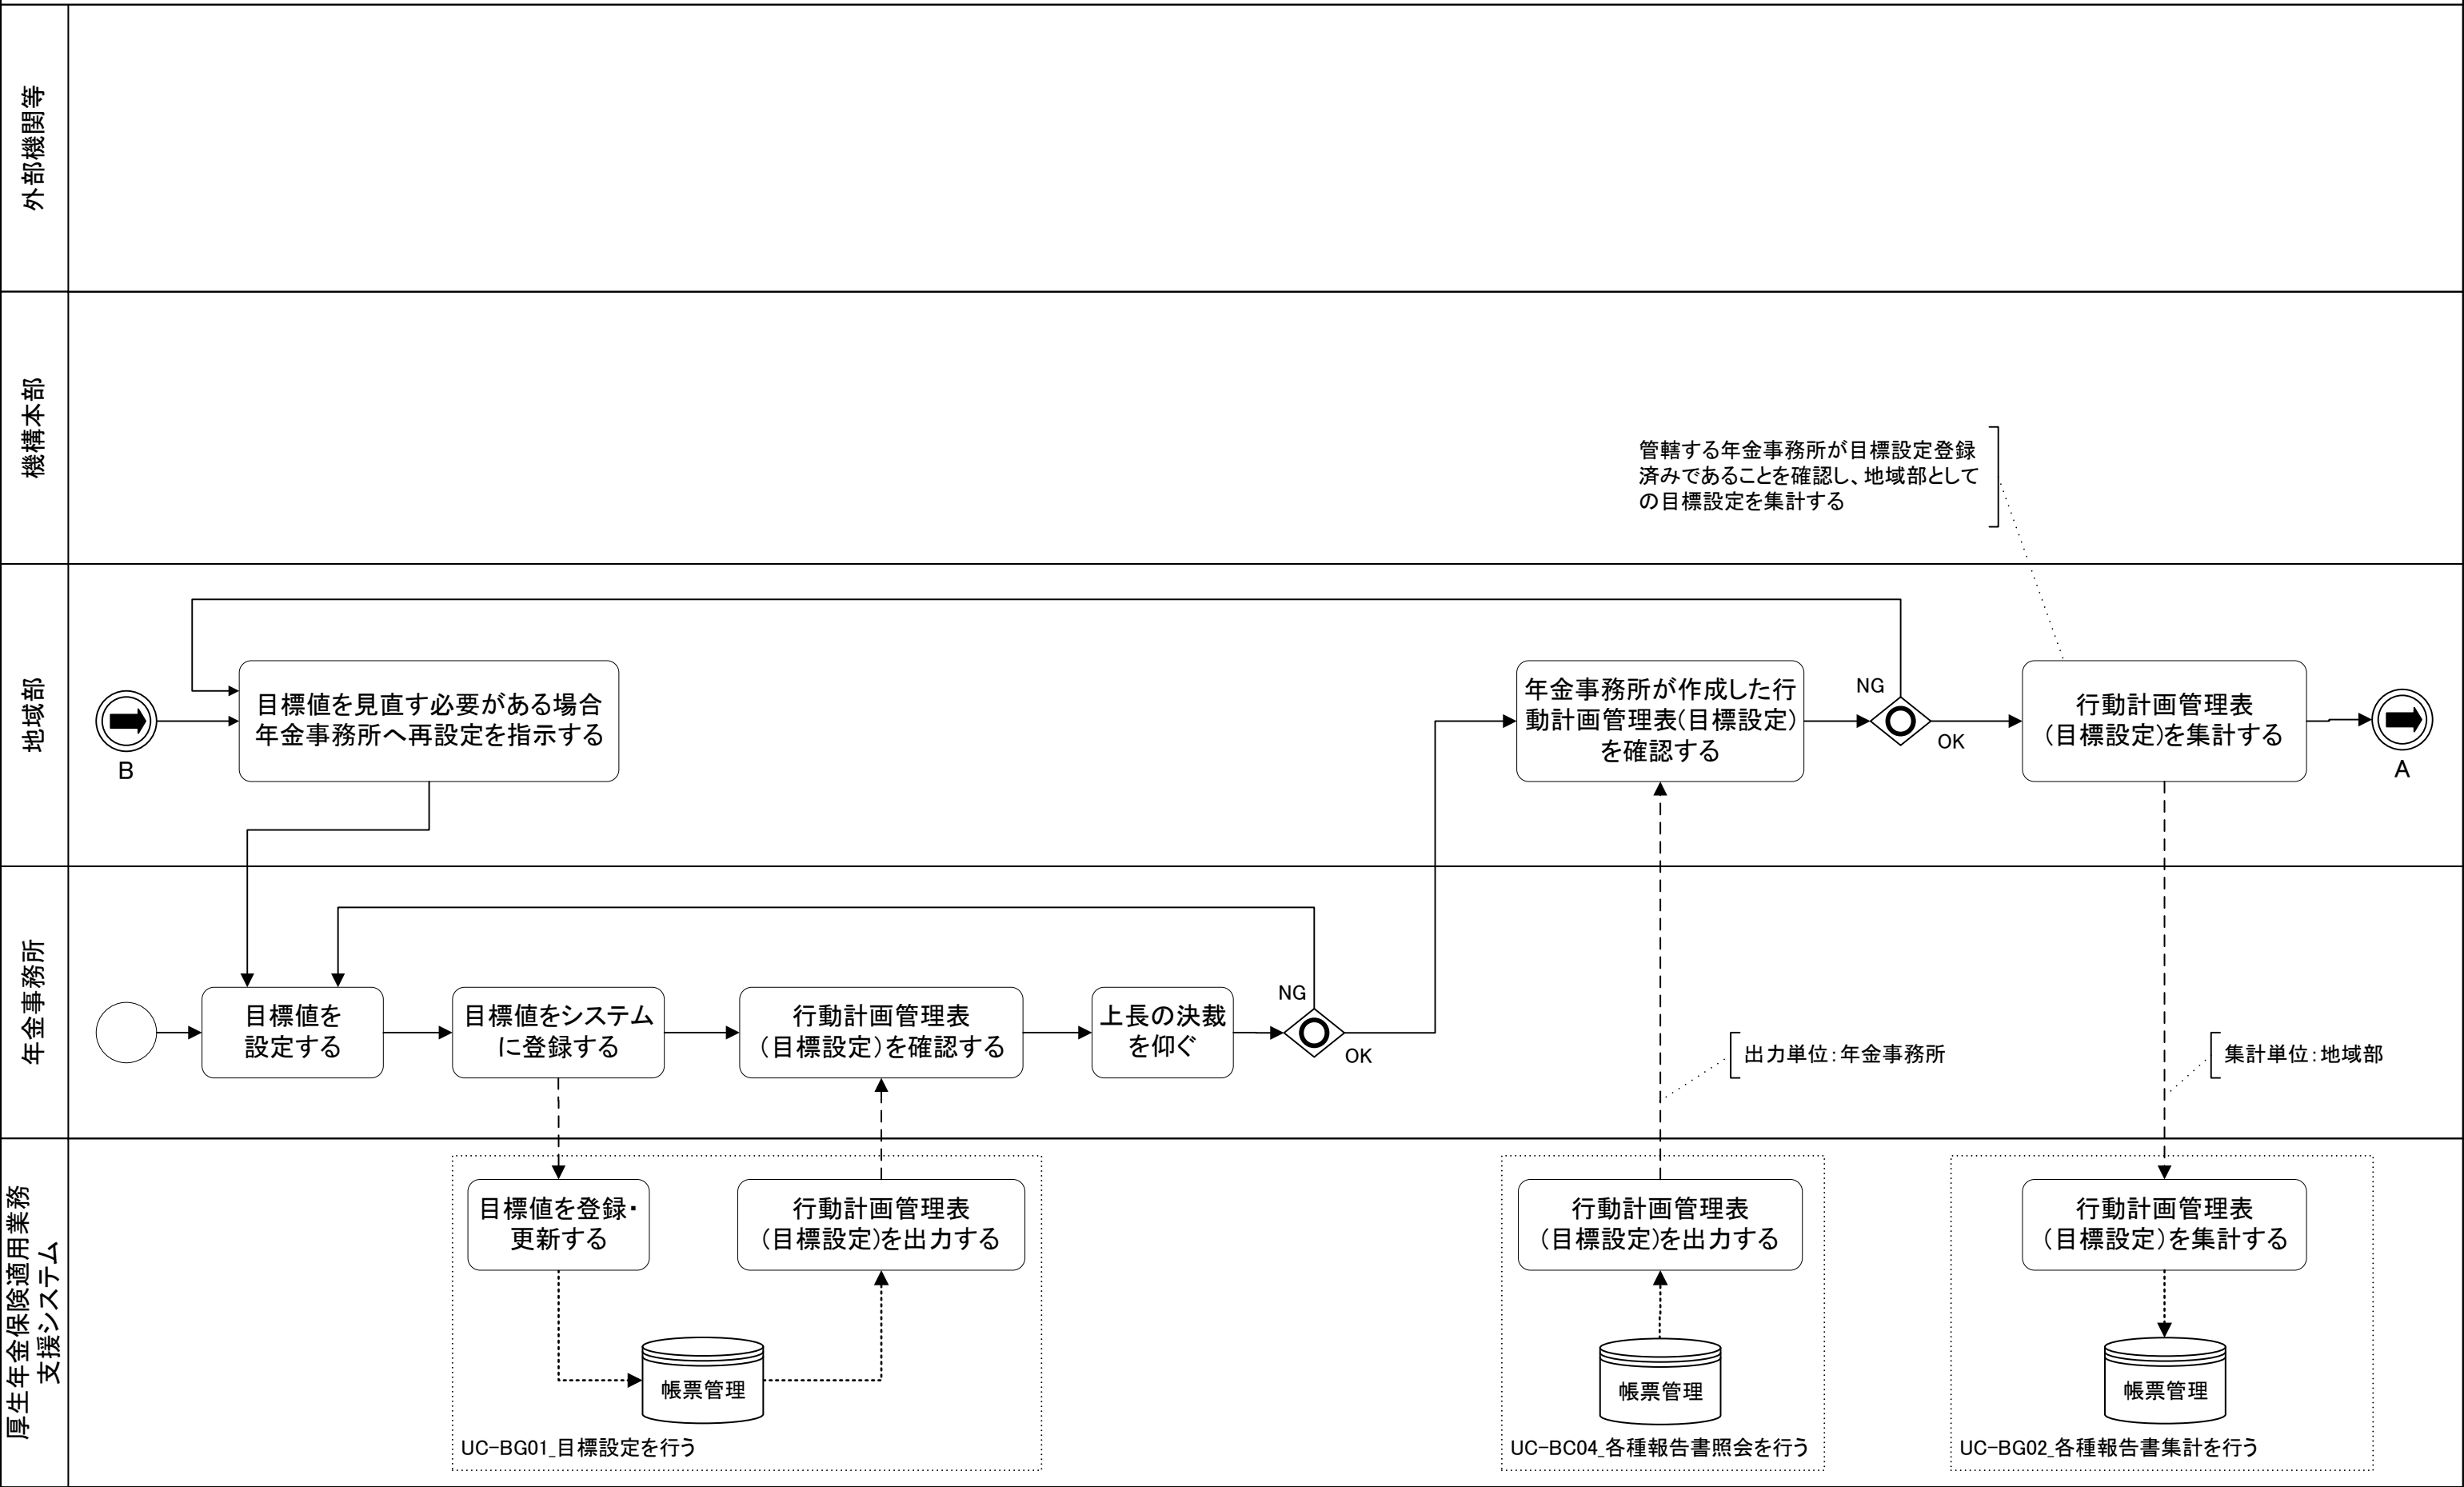 外部機関等
機構本部
管轄する年金事務所が目標設定登録
済みであることを確認し、地域部として
の目標設定を集計する
地域部
B
目標値を見直す必要がある場合
年金事務所へ再設定を指示する
年金事務所が作成した行
動計画管理表(目標設定)
を確認する
NG
OK
行動計画管理表
(目標設定)を集計する
A
年金事務所
目標値を
設定する
目標値をシステム
に登録する
行動計画管理表
(目標設定)を確認する
上長の決裁
を仰ぐ
NG
OK
出力単位:年金事務所
集計単位:地域部
厚生年金保険適用業務
支援システム
目標値を登録・
更新する
行動計画管理表
(目標設定)を出力する
帳票管理
UC-BG01_目標設定を行う
行動計画管理表
(目標設定)を出力する
帳票管理
UC-BC04_各種報告書照会を行う
行動計画管理表
(目標設定)を集計する
帳票管理
UC-BG02_各種報告書集計を行う